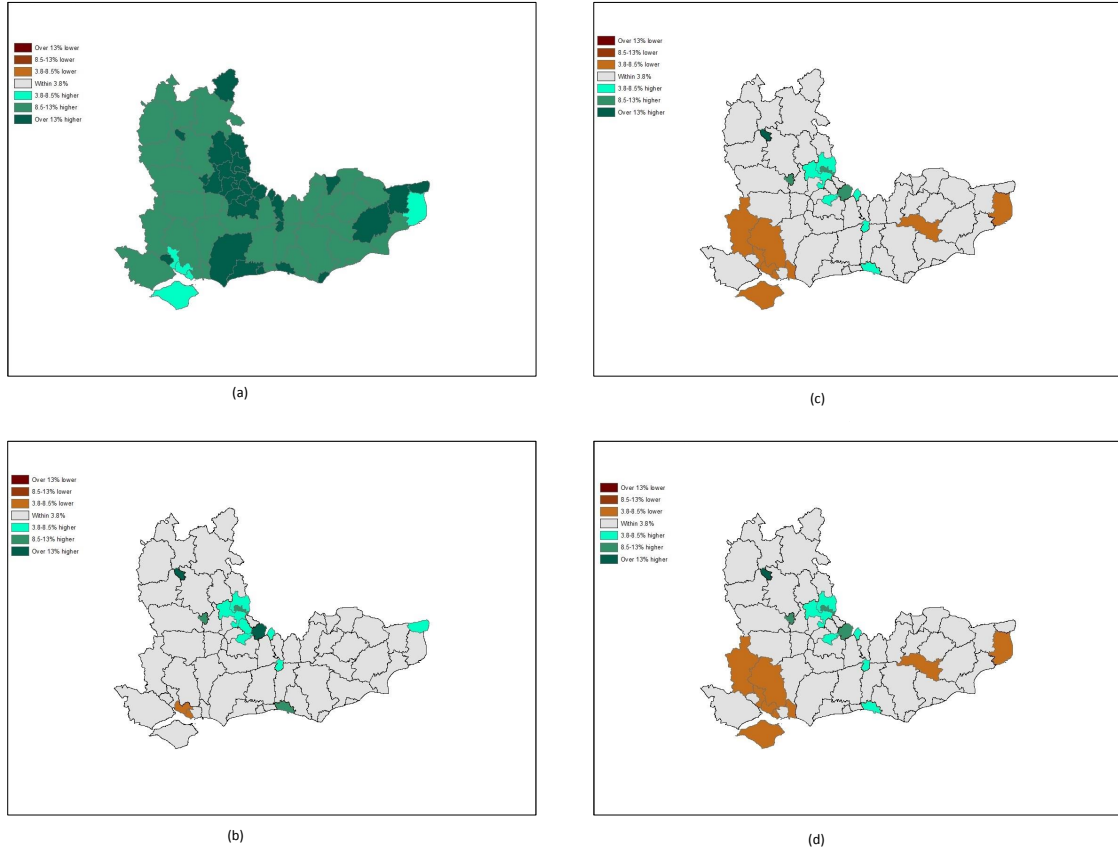 Over 13% lower
8.5-13% lower
3.8-8.5% lower
Within 3.8%
3.8-8.5% higher
8.5-13% higher
Over 13% higher
(a)
Over 13% lower
8.5-13% lower
3.8-8.5% lower
Within 3.8%
3.8-8.5% higher
8.5-13% higher
Over 13% higher
(c)
Over 13% lower
8.5-13% lower
3.8-8.5% lower
Within 3.8%
3.8-8.5% higher
8.5-13% higher
Over 13% higher
(b)
Over 13% lower
8.5-13% lower
3.8-8.5% lower
Within 3.8%
3.8-8.5% higher
8.5-13% higher
Over 13% higher
(d)